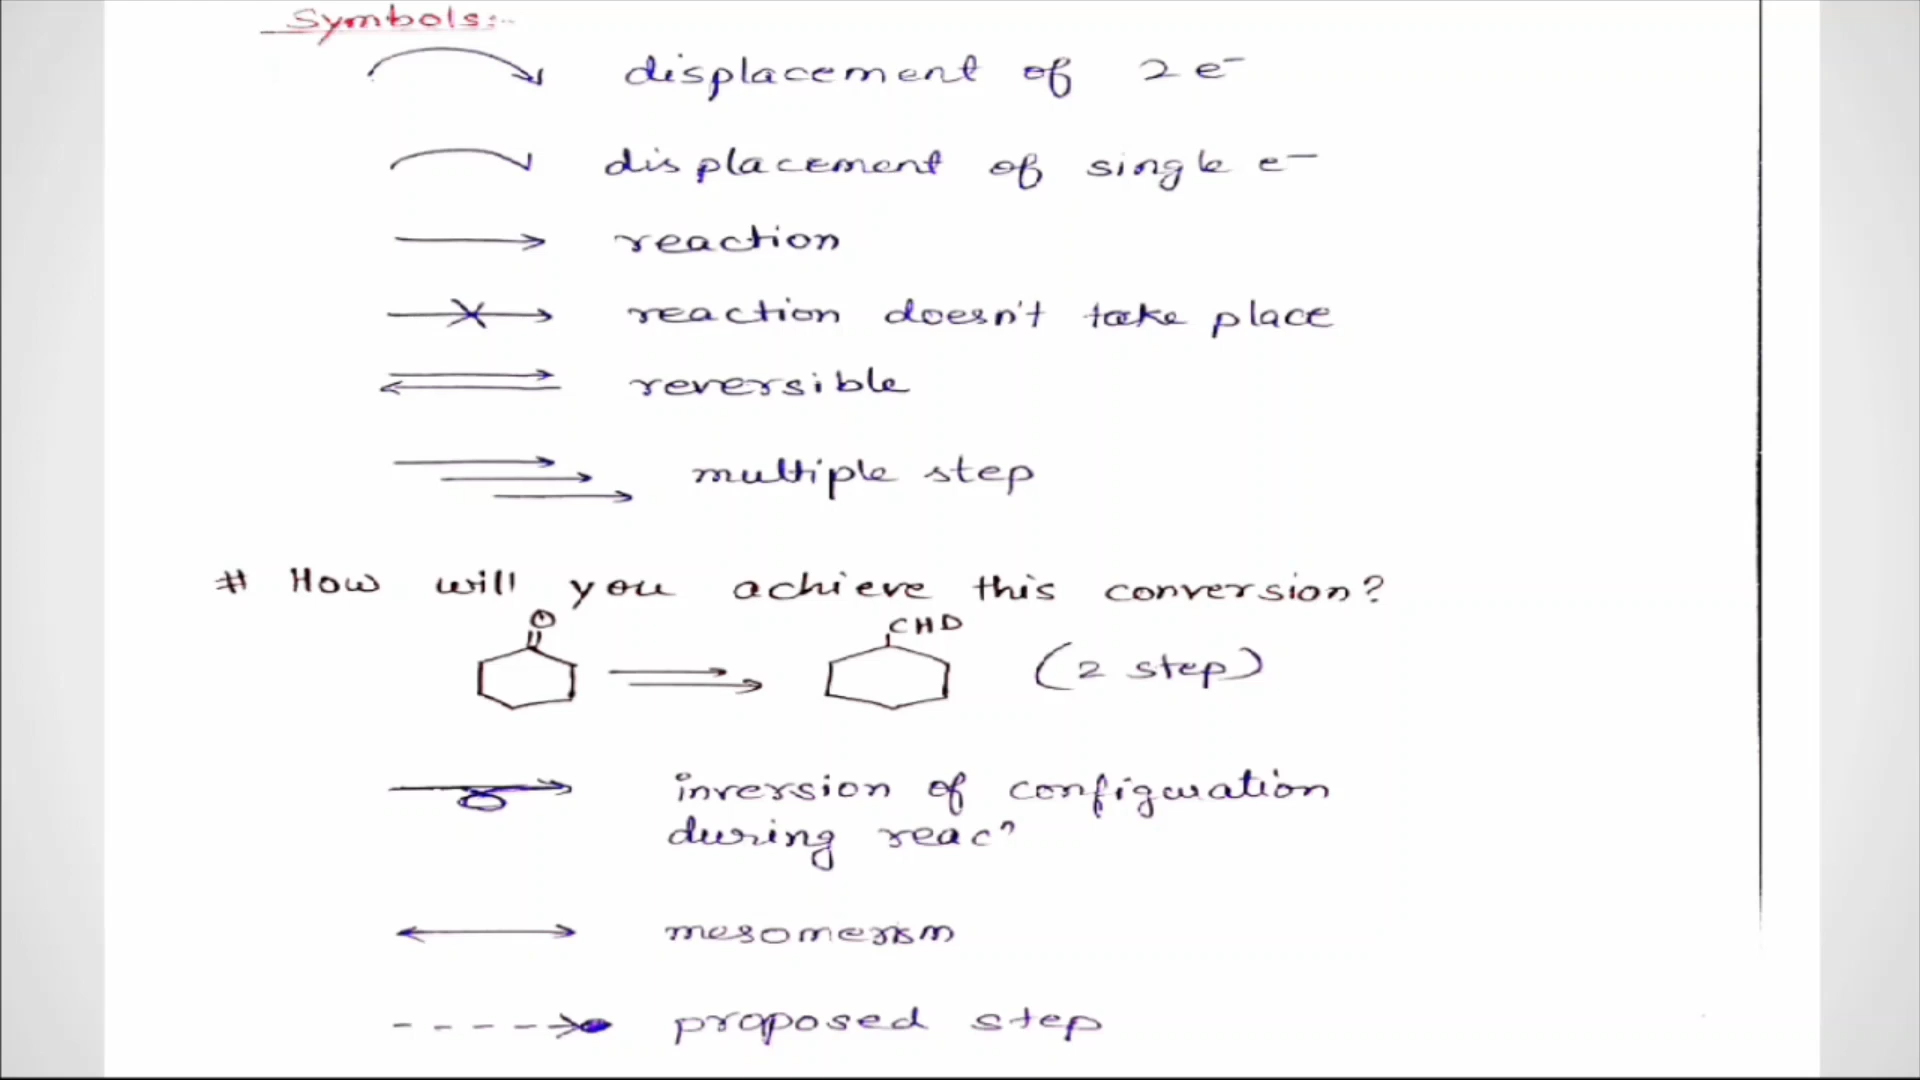 Symbols:-
displacement of 2e⁻
displacement of single e⁻
reaction
reaction doesn't take place
reversible
multiple step
# How will you achieve this conversion?
O
CHO
(2 step)
inversion of configuration
during reacⁿ
mesomerism
proposed step